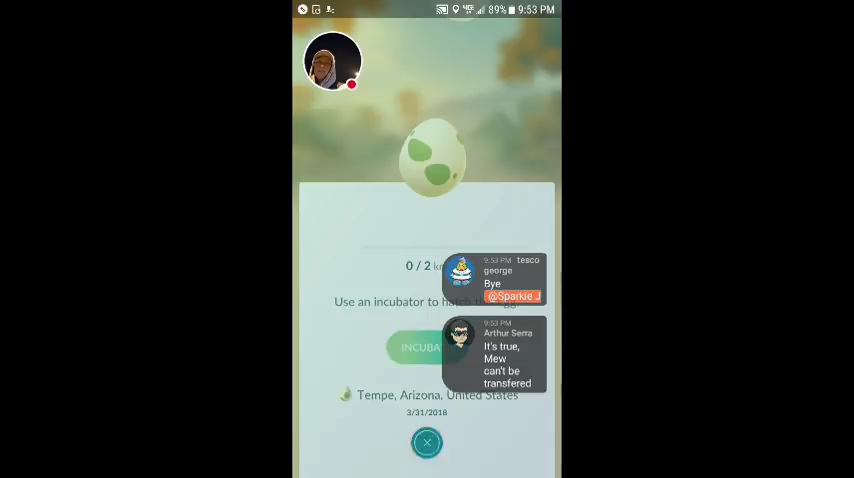 89% 9:53 PM
0 / 2 k
9:53 PM tesco
george
Bye
@Sparkie J
Use an incubator to hatch th
9:53 PM
Arthur Serra
It's true,
Mew
can't be
transfered
INCUBA
Tempe, Arizona, United States
3/31/2018